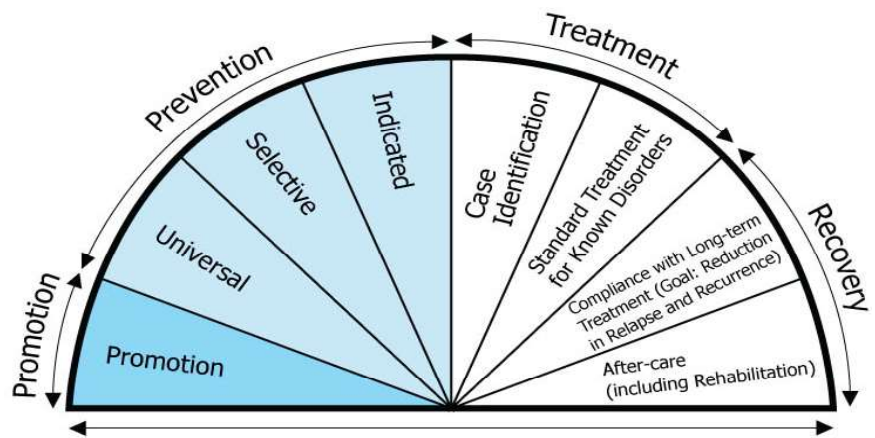 Promotion
Prevention
Treatment
Recovery
Promotion
Universal
Selective
Indicated
Case
Identification
Standard Treatment
for Known Disorders
Compliance with Long-term
Treatment (Goal: Reduction
in Relapse and Recurrence)
After-care
(including Rehabilitation)